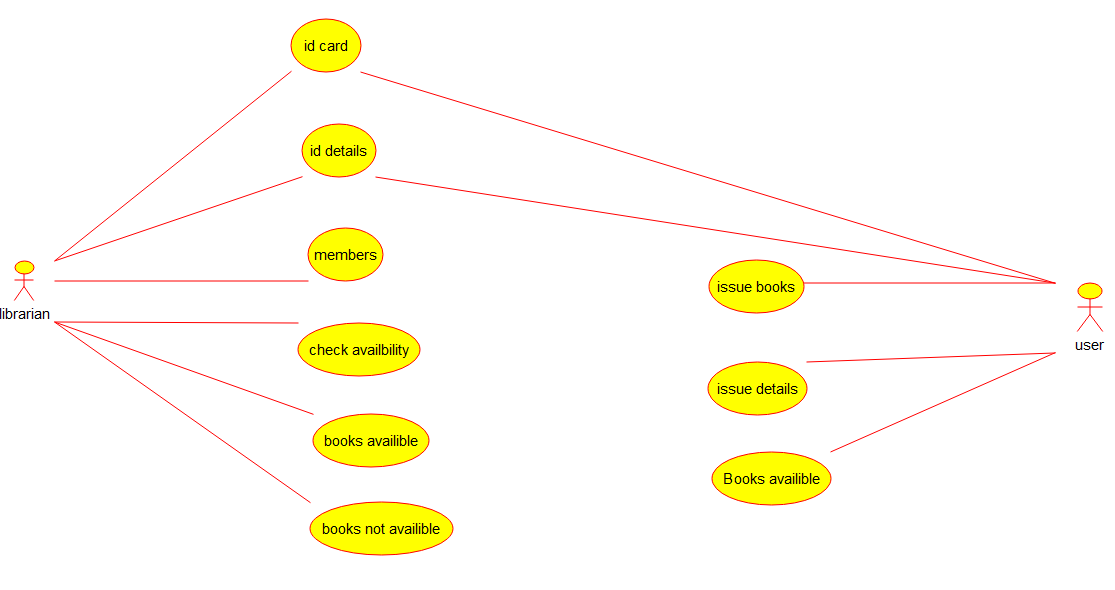 id card
id details
members
issue books
librarian
user
check availbility
issue details
books availible
Books availible
books not availible